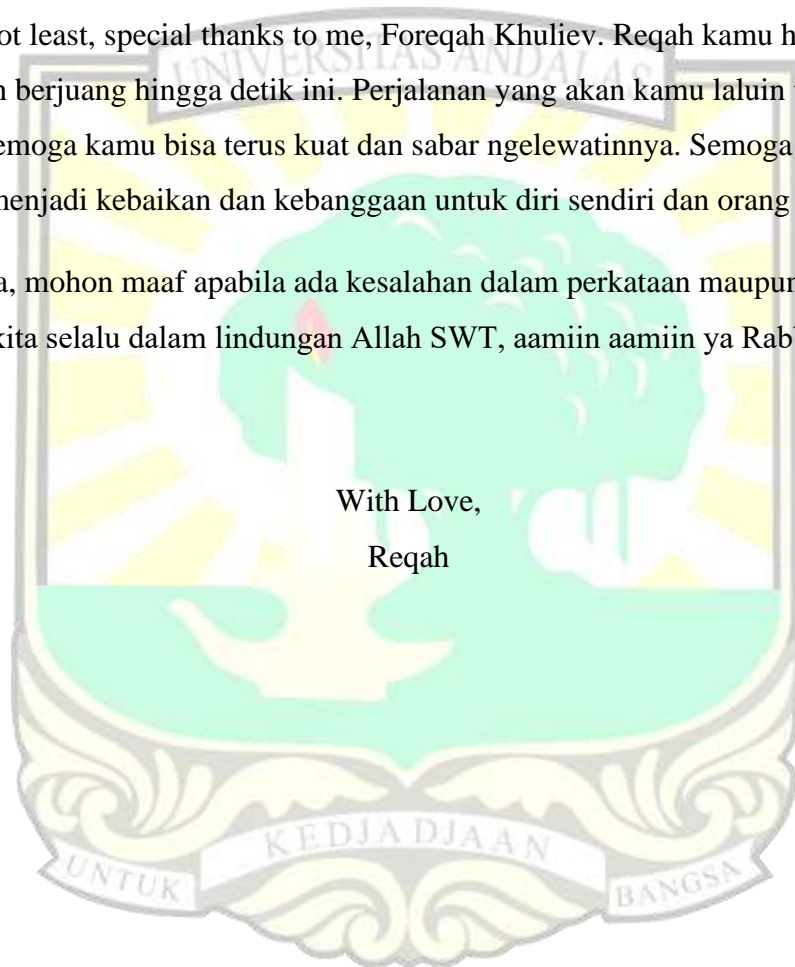 ot least, special thanks to me, Foreqah Khuliev. Reqah kamu h
UNIVERSITAS ANDALAS
n berjuang hingga detik ini. Perjalanan yang akan kamu laluin
emoga kamu bisa terus kuat dan sabar ngelewatinnya. Semoga
menjadi kebaikan dan kebanggaan untuk diri sendiri dan orang
a, mohon maaf apabila ada kesalahan dalam perkataan maupun
kita selalu dalam lindungan Allah SWT, aamiin aamiin ya Rab
With Love,
Reqah
KEDJADJAAN
UNTUK BANGSA